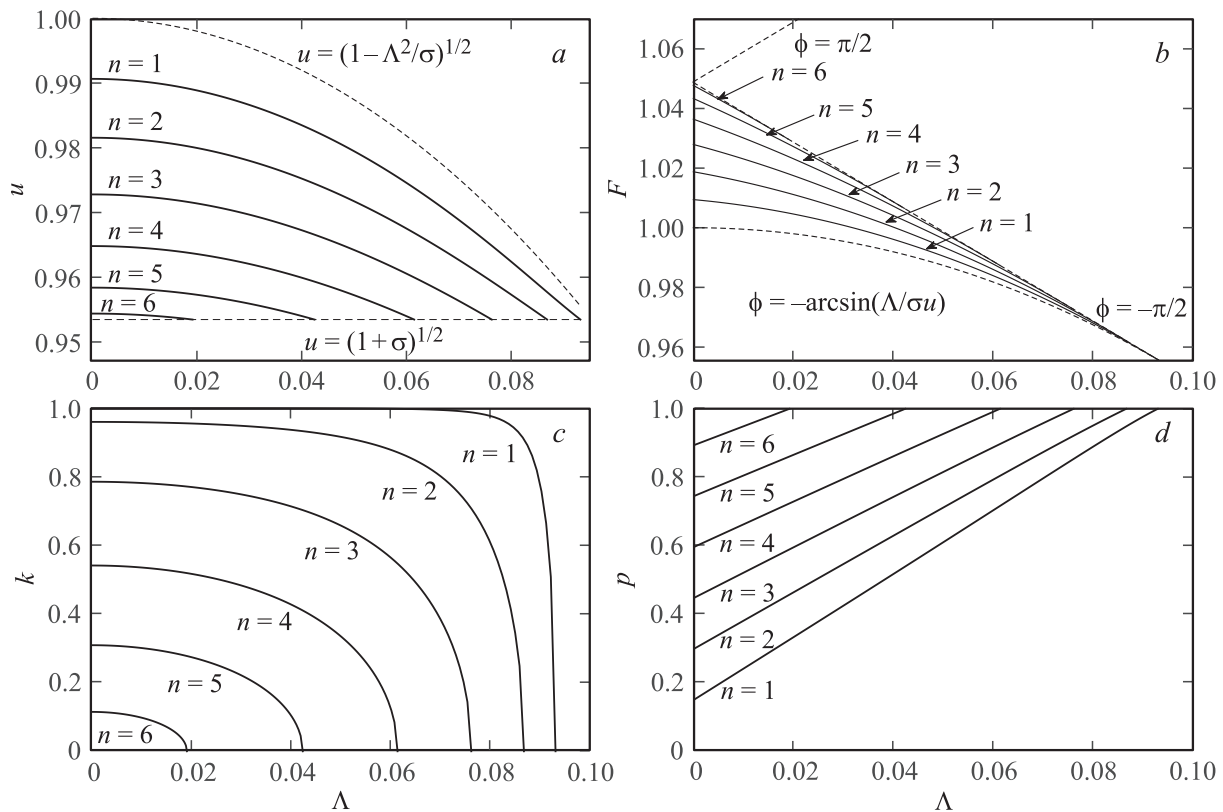 1.00
0.99
0.98
0.97
0.96
0.95
u
u = (1 – Λ²/σ)^{1/2}
a
n = 1
n = 2
n = 3
n = 4
n = 5
n = 6
u = (1 + σ)^{1/2}
0 0.02 0.04 0.06 0.08
1.06
1.04
1.02
1.00
0.98
0.96
F
ϕ = π/2
b
n = 6
n = 5
n = 4
n = 3
n = 2
n = 1
ϕ = –arcsin(Λ/σu)
ϕ = –π/2
0 0.02 0.04 0.06 0.08 0.10
1.0
0.8
0.6
0.4
0.2
0
k
c
n = 1
n = 2
n = 3
n = 4
n = 5
n = 6
0 0.02 0.04 0.06 0.08 0.10
Λ
1.0
0.8
0.6
0.4
0.2
0
p
d
n = 6
n = 5
n = 4
n = 3
n = 2
n = 1
0 0.02 0.04 0.06 0.08 0.10
Λ